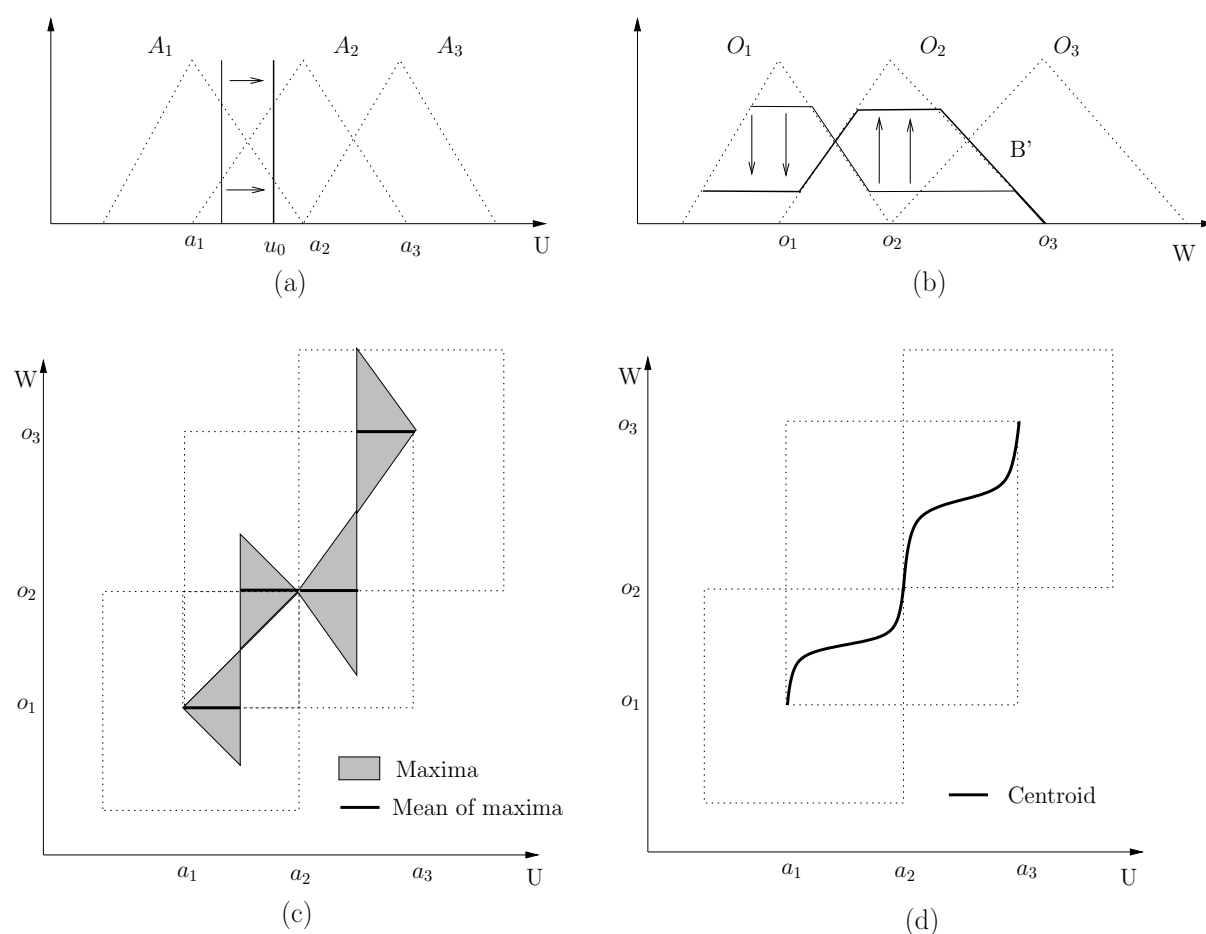 A₁ A₂ A₃
a₁ u₀ a₂ a₃ U
(a)
O₁ O₂ O₃
B'
o₁ o₂ o₃ W
(b)
W
o₃
o₂
o₁
Maxima
Mean of maxima
a₁ a₂ a₃ U
(c)
W
o₃
o₂
o₁
Centroid
a₁ a₂ a₃ U
(d)